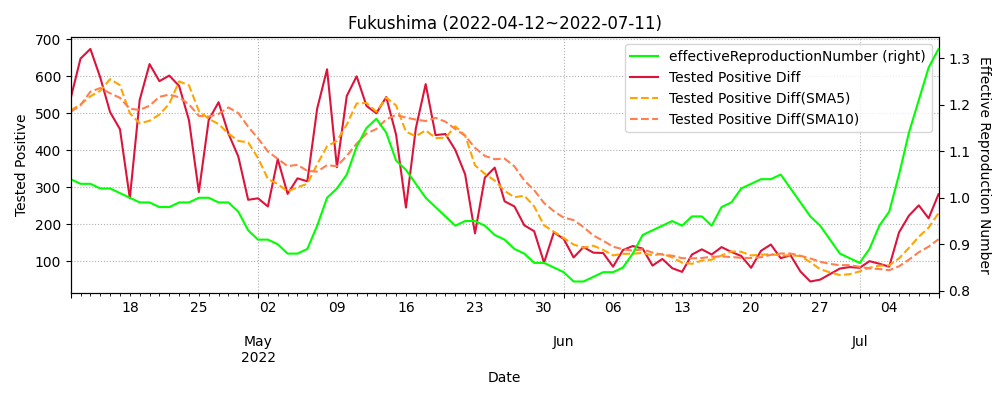 Fukushima (2022-04-12~2022-07-11)
700
600
500
400
300
200
100
Tested Positive
effectiveReproductionNumber (right)
Tested Positive Diff
Tested Positive Diff(SMA5)
Tested Positive Diff(SMA10)
1.3
1.2
1.1
1.0
0.9
0.8
Effective Reproduction Number
18 25 02 09 16 23 30 06 13 20 27 04
May Jun Jul
2022
Date